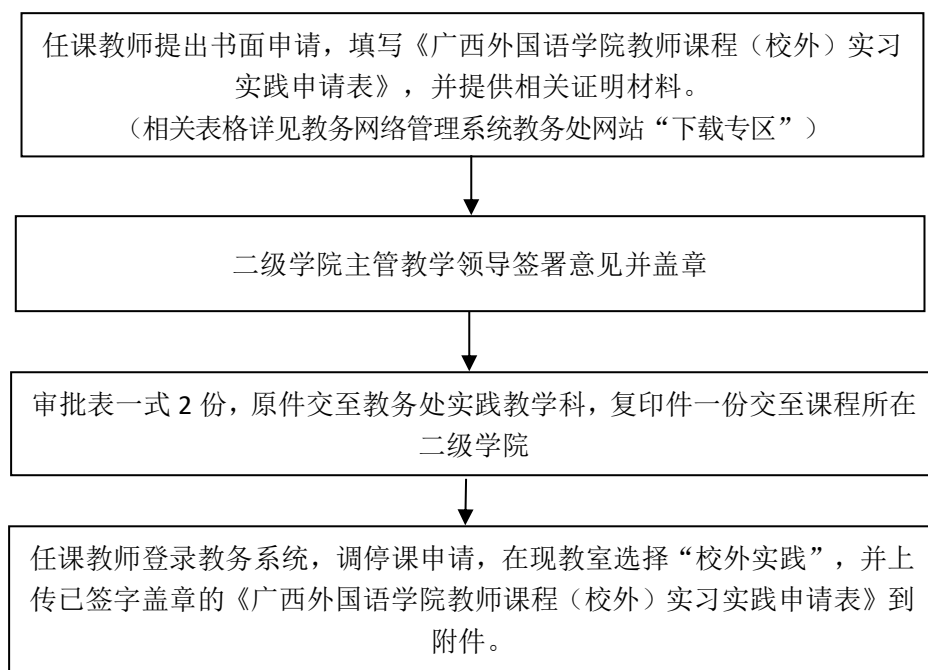 任课教师提出书面申请，填写《广西外国语学院教师课程（校外）实习
实践申请表》，并提供相关证明材料。
（相关表格详见教务网络管理系统教务处网站“下载专区”）
二级学院主管教学领导签署意见并盖章
审批表一式 2 份，原件交至教务处实践教学科，复印件一份交至课程所在
二级学院
任课教师登录教务系统，调停课申请，在现教室选择“校外实践”，并上
传已签字盖章的《广西外国语学院教师课程（校外）实习实践申请表》到
附件。